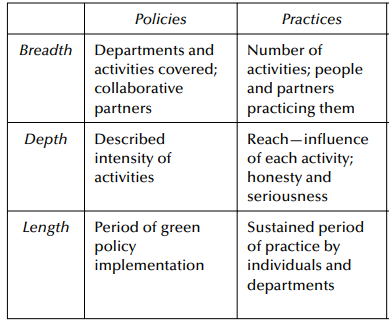 Policies
Practices
Breadth
Departments and
activities covered;
collaborative
partners
Number of
activities; people
and partners
practicing them
Depth
Described
intensity of
activities
Reach—influence
of each activity;
honesty and
seriousness
Length
Period of green
policy
implementation
Sustained period
of practice by
individuals and
departments